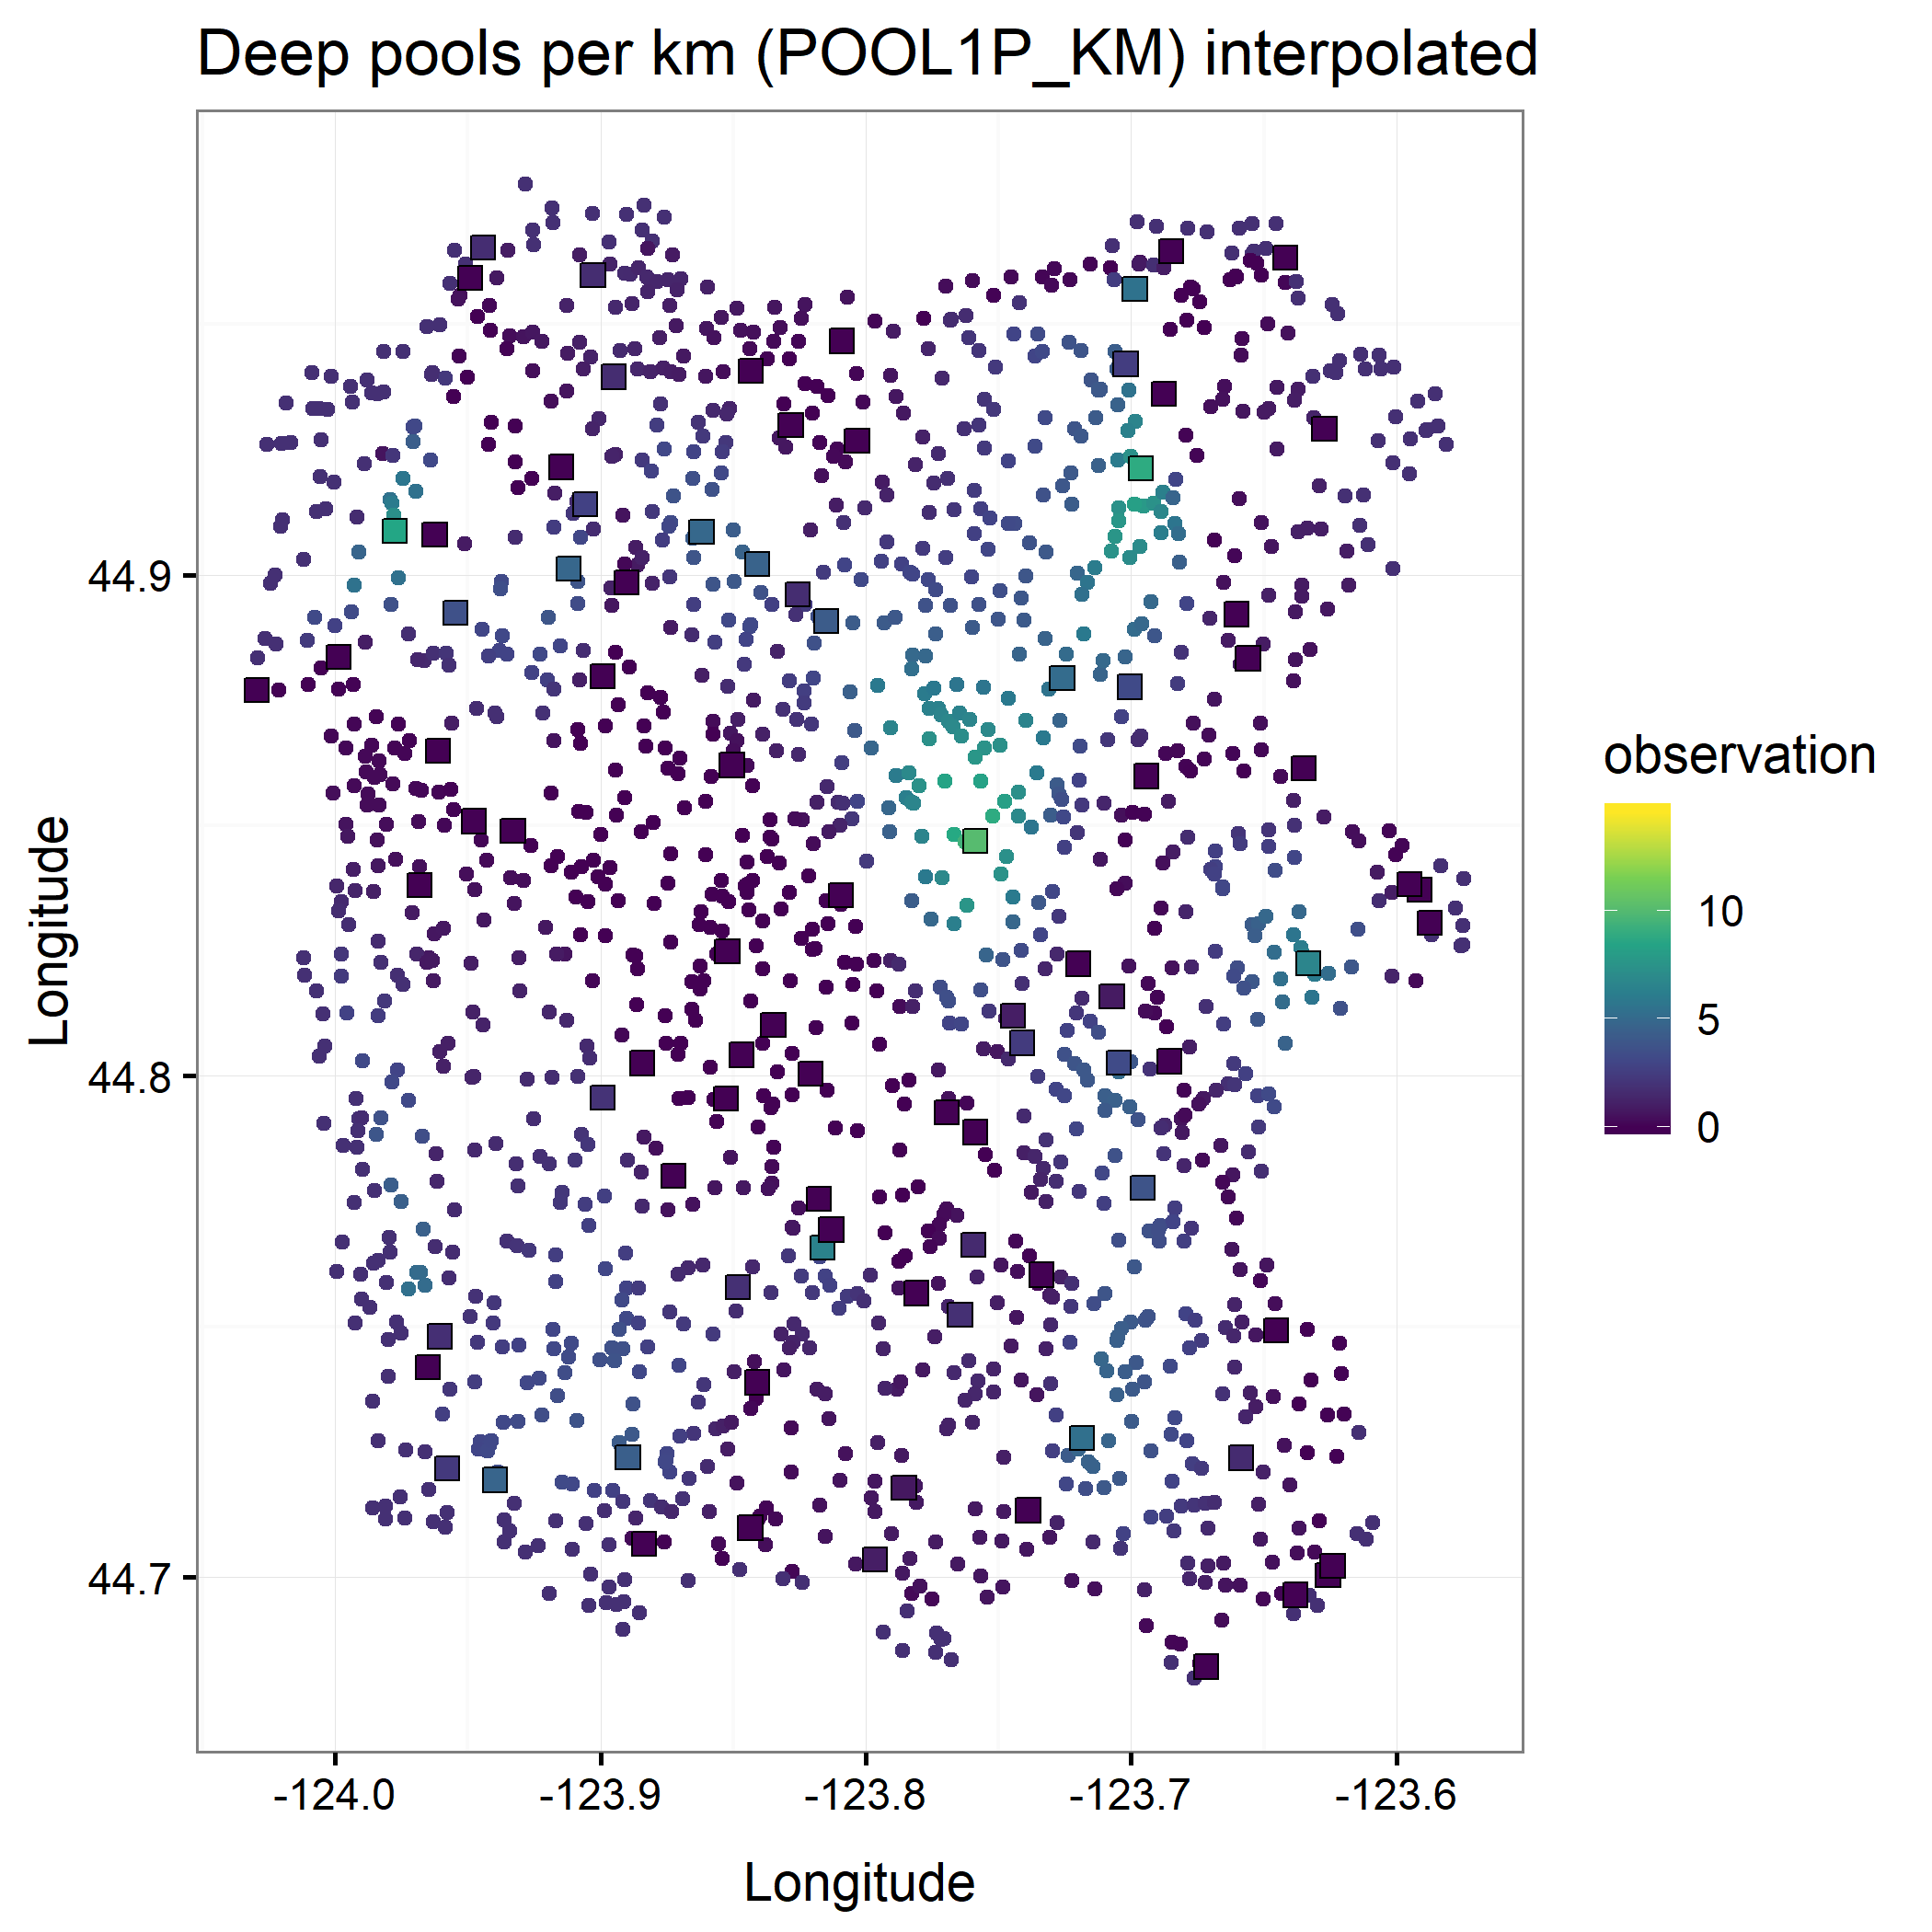 Deep pools per km (POOL1P_KM) interpolated
Longitude
44.9
44.8
44.7
-124.0
-123.9
-123.8
-123.7
-123.6
Longitude
observation
10
5
0